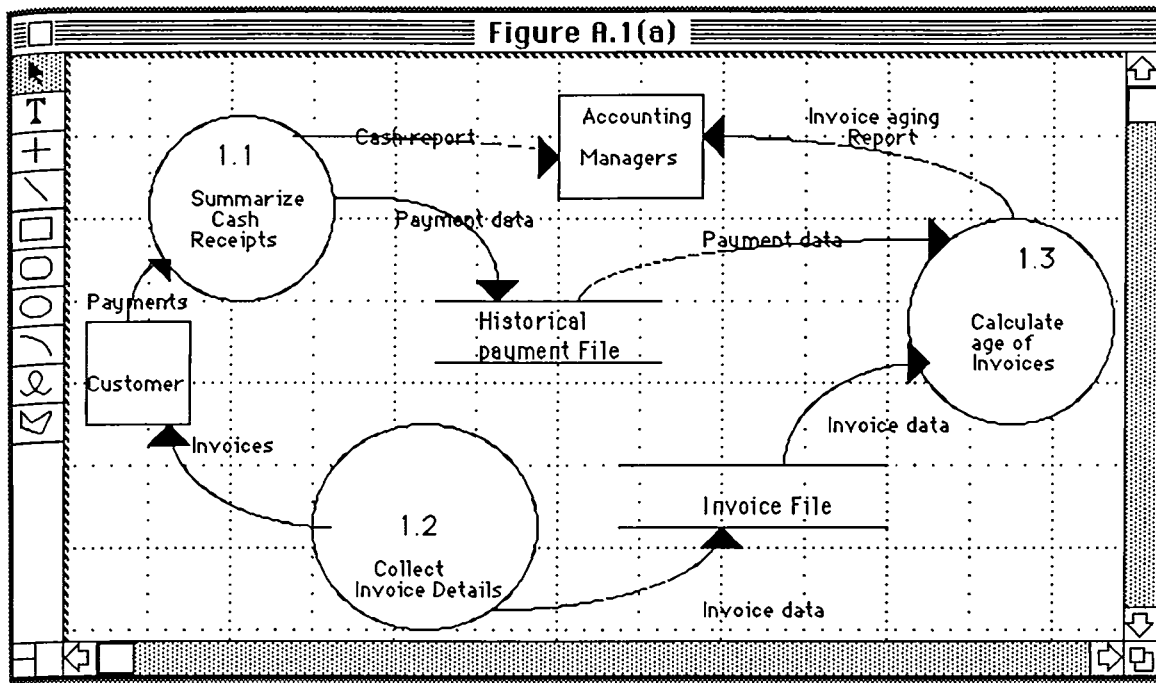 Figure A.1(a)
T
Cash report
Accounting
Managers
Invoice aging
Report
1.1
Summarize
Cash
Receipts
Payment data
Payment data
1.3
Calculate
age of
Invoices
Payments
Historical
payment File
Customer
Invoices
Invoice data
Invoice File
1.2
Collect
Invoice Details
Invoice data